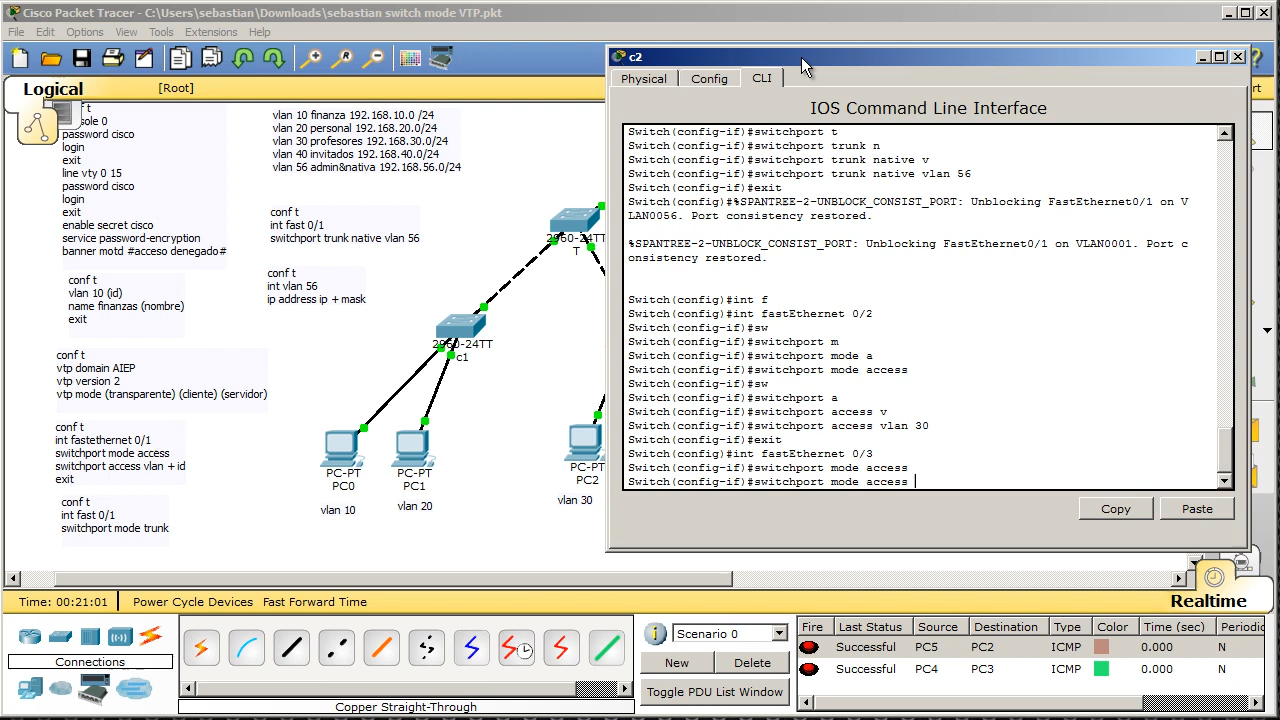 Cisco Packet Tracer - C:\Users\sebastian\Downloads\sebastian switch mode VTP.pkt
File Edit Options View Tools Extensions Help
Logical
[Root]
f t
sole 0
password cisco
login
exit
line vty 0 15
password cisco
login
exit
enable secret cisco
service password-encryption
banner motd #acceso denegado#
conf t
vlan 10 (id)
name finanzas (nombre)
exit
conf t
vtp domain AIEP
vtp version 2
vtp mode (transparente) (cliente) (servidor)
conf t
int fastethernet 0/1
switchport mode access
switchport access vlan + id
exit
conf t
int fast 0/1
switchport mode trunk
vlan 10 finanza 192.168.10.0 /24
vlan 20 personal 192.168.20.0/24
vlan 30 profesores 192.168.30.0/24
vlan 40 invitados 192.168.40.0/24
vlan 56 admin&nativa 192.168.56.0/24
conf t
int fast 0/1
switchport trunk native vlan 56
conf t
int vlan 56
ip address ip + mask
2960-24TT
T
2960-24TT
c1
PC-PT
PC0
PC-PT
PC1
PC-PT
PC2
vlan 10
vlan 20
vlan 30
c2
Physical Config CLI
IOS Command Line Interface
Switch(config-if)#switchport t
Switch(config-if)#switchport trunk n
Switch(config-if)#switchport trunk native v
Switch(config-if)#switchport trunk native vlan 56
Switch(config-if)#exit
Switch(config)#%SPANTREE-2-UNBLOCK_CONSIST_PORT: Unblocking FastEthernet0/1 on V
LAN0056. Port consistency restored.
%SPANTREE-2-UNBLOCK_CONSIST_PORT: Unblocking FastEthernet0/1 on VLAN0001. Port c
onsistency restored.
Switch(config)#int f
Switch(config)#int fastEthernet 0/2
Switch(config-if)#sw
Switch(config-if)#switchport m
Switch(config-if)#switchport mode a
Switch(config-if)#switchport mode access
Switch(config-if)#sw
Switch(config-if)#switchport a
Switch(config-if)#switchport access v
Switch(config-if)#switchport access vlan 30
Switch(config-if)#exit
Switch(config)#int fastEthernet 0/3
Switch(config-if)#switchport mode access
Switch(config-if)#switchport mode access
Copy Paste
Time: 00:21:01 Power Cycle Devices Fast Forward Time
Realtime
Connections
Copper Straight-Through
Scenario 0
New Delete
Toggle PDU List Window
Fire Last Status Source Destination Type Color Time (sec) Periodic
Successful PC5 PC2 ICMP 0.000 N
Successful PC4 PC3 ICMP 0.000 N